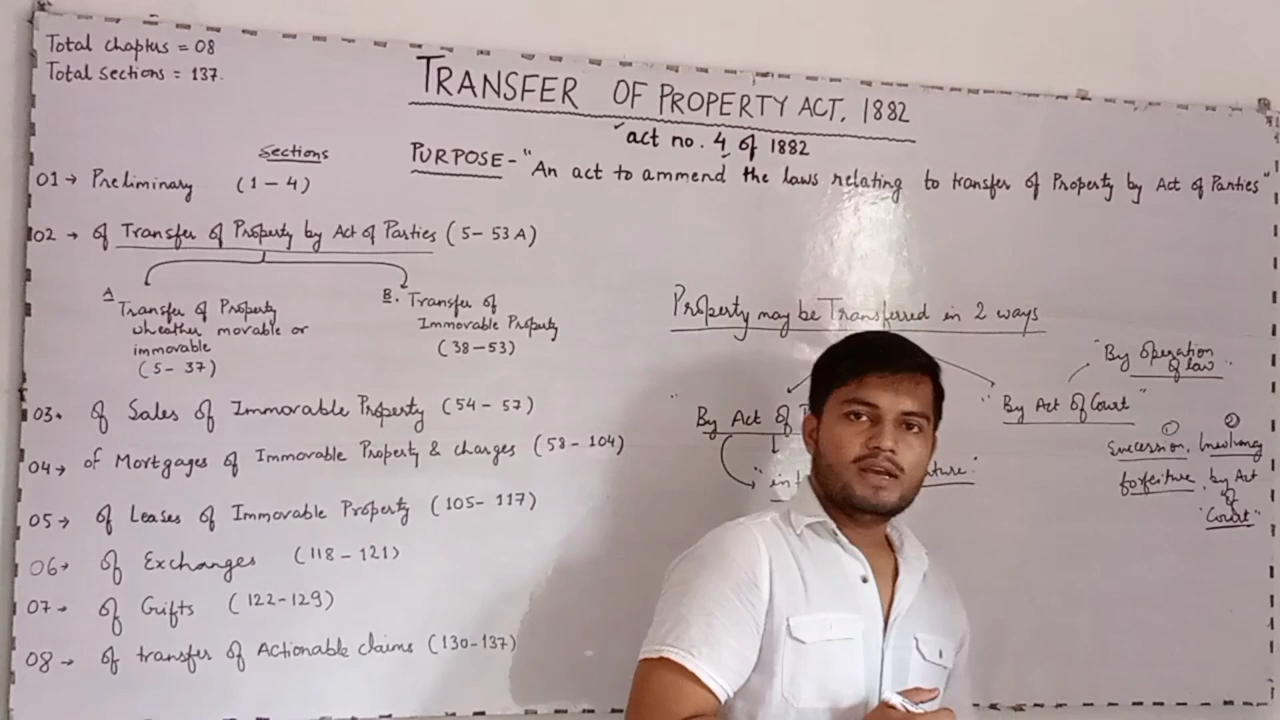 Total chapters = 08
Total sections = 137.
TRANSFER OF PROPERTY ACT, 1882
act no. 4 of 1882
PURPOSE - "An act to ammend the laws relating to transfer of Property by Act of Parties"
Sections
01 → Preliminary (1 - 4)
02 → of Transfer of Property by Act of Parties (5 - 53A)
A Transfer of Property
wheather movable or
immovable
(5 - 37)
B. Transfer of
Immovable Property
(38 - 53)
03 → of Sales of Immovable Property (54 - 57)
04 → of Mortgages of Immovable Property & charges (58 - 104)
05 → of Leases of Immovable Property (105 - 117)
06 → of Exchanges (118 - 121)
07 → of Gifts (122 - 129)
08 → of transfer of Actionable claims (130 - 137)
Property may be Transferred in 2 ways
"By Act of
"in
"By Act of Court"
"By operation
of law"
① ②
Succession,
forfeiture, by Act
of
"Court"